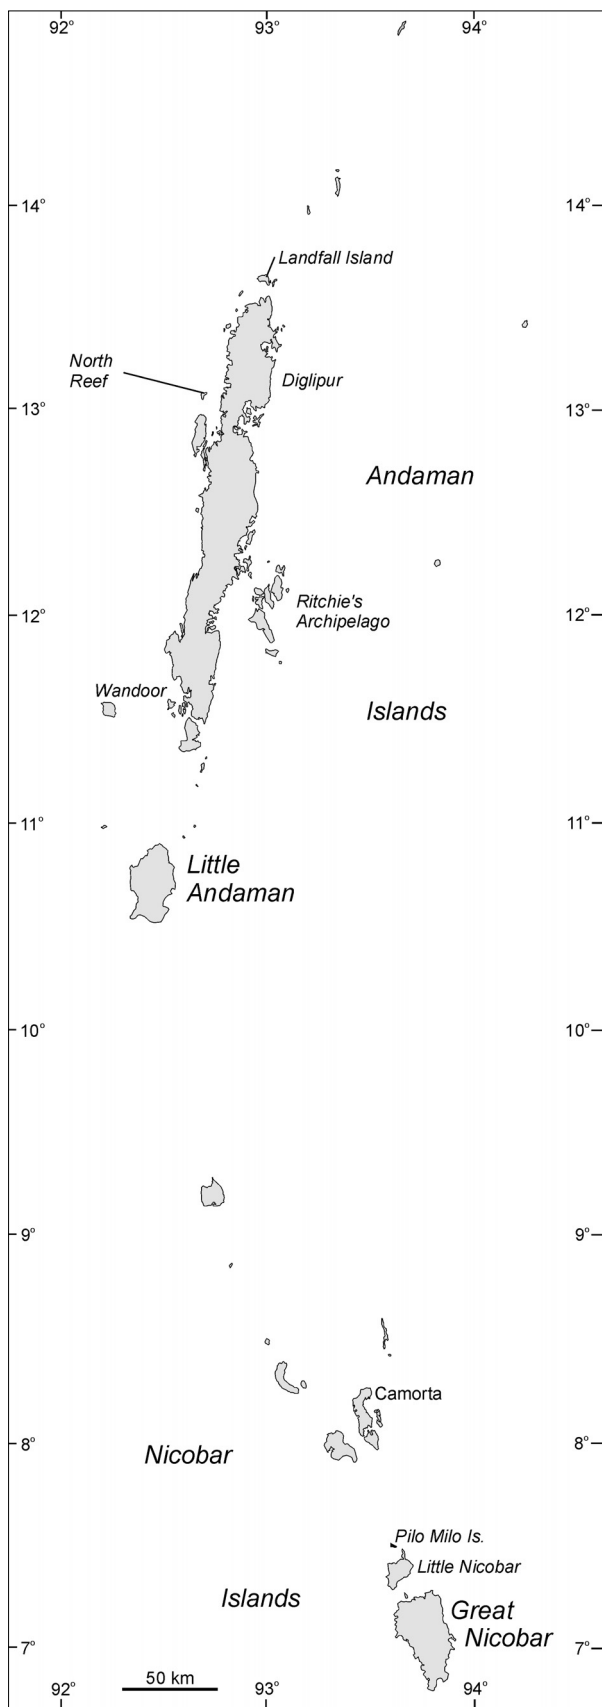 92° 93° 94°
14° 14°
Landfall Island
North
Reef
Diglipur
13° 13°
Andaman
Ritchie's
Archipelago
12° 12°
Wandoor
Islands
11° 11°
Little
Andaman
10° 10°
9° 9°
Camorta
8° 8°
Nicobar
Pilo Milo Is.
Little Nicobar
Islands
Great
Nicobar
7° 7°
50 km
92° 93° 94°